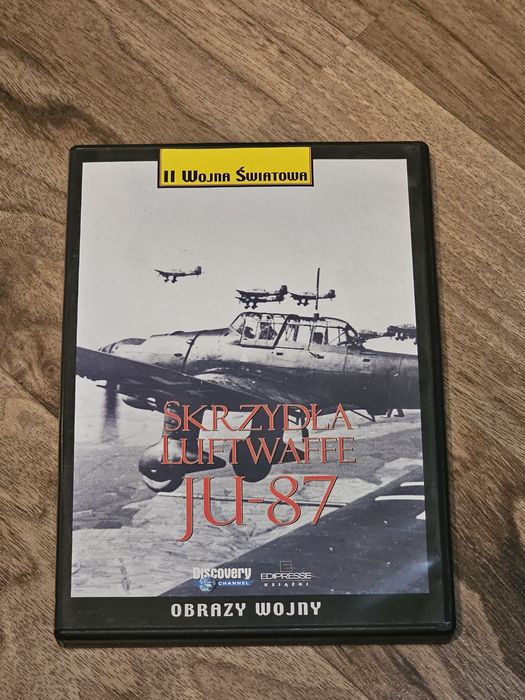 II Wojna Światowa
Skrzydła
Luftwaffe
JU-87
Discovery
CHANNEL
EDIPRESSE
KSIĄŻKI
OBRAZY WOJNY